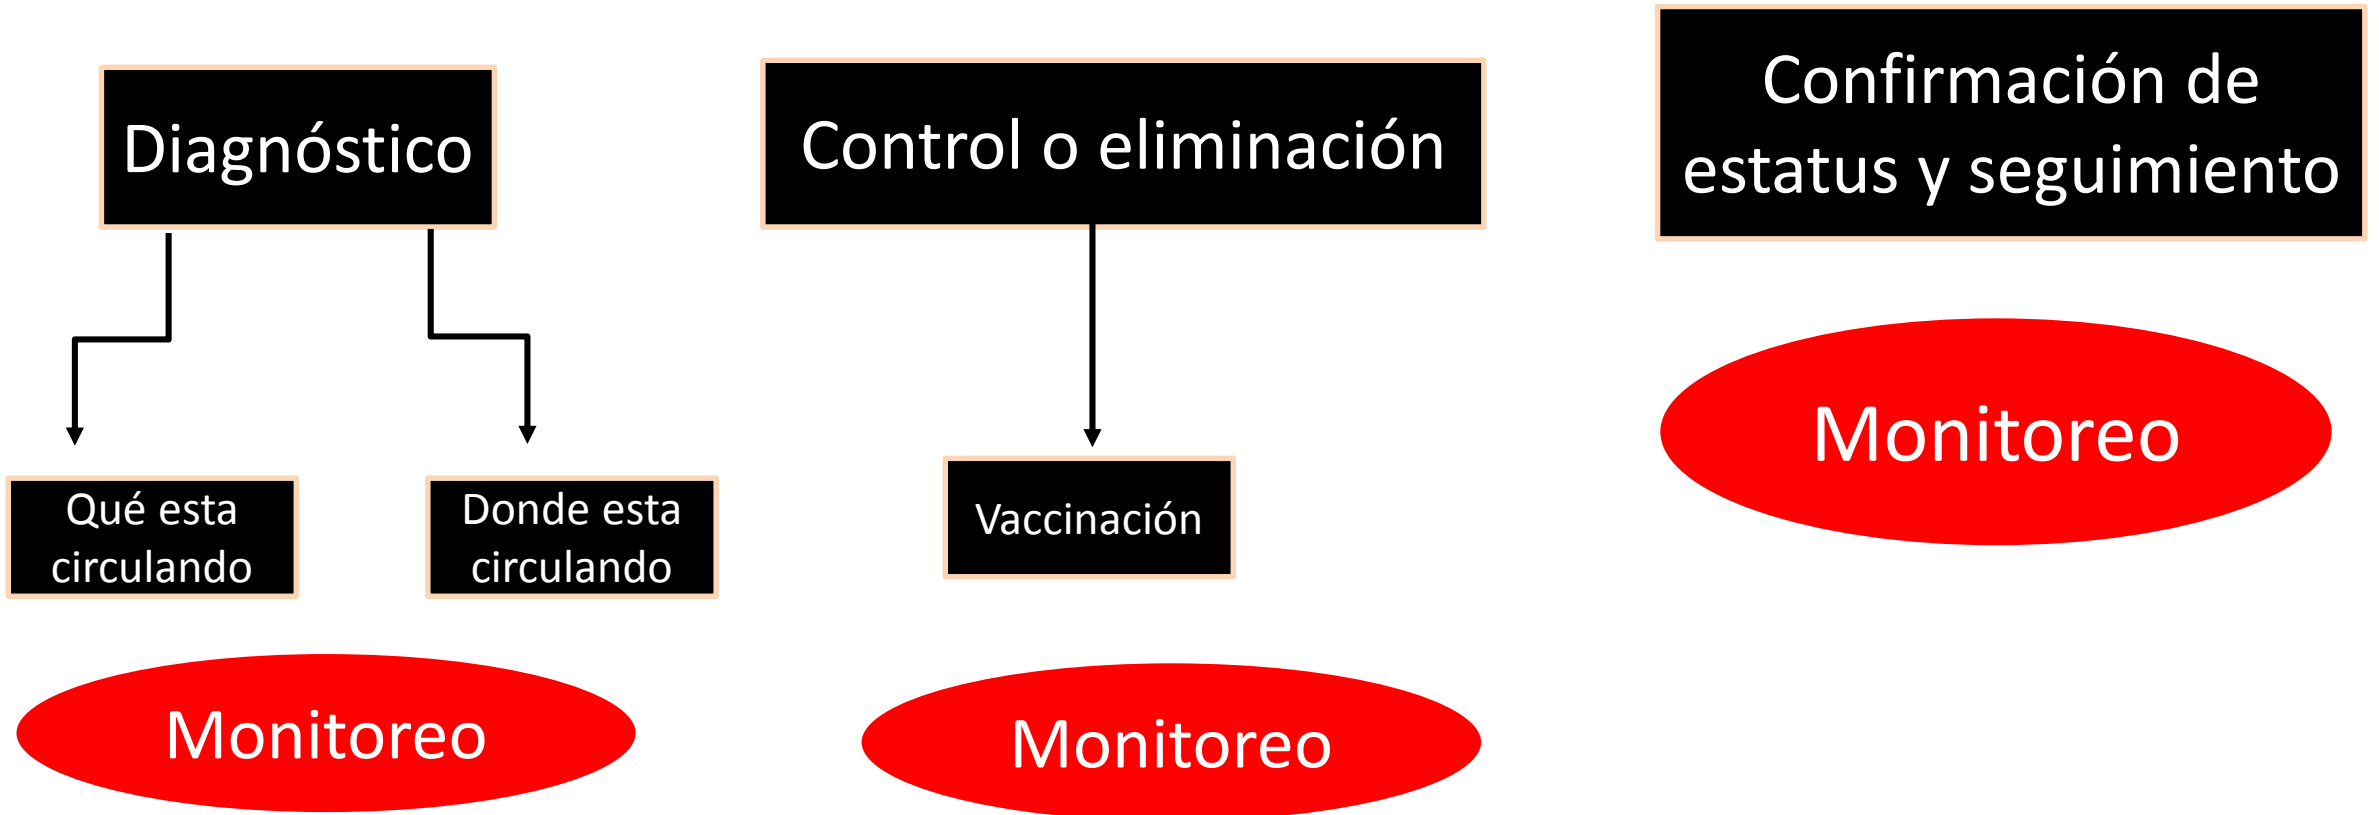 Diagnóstico
Qué esta
circulando
Donde esta
circulando
Monitoreo
Control o eliminación
Vaccinación
Monitoreo
Confirmación de
estatus y seguimiento
Monitoreo